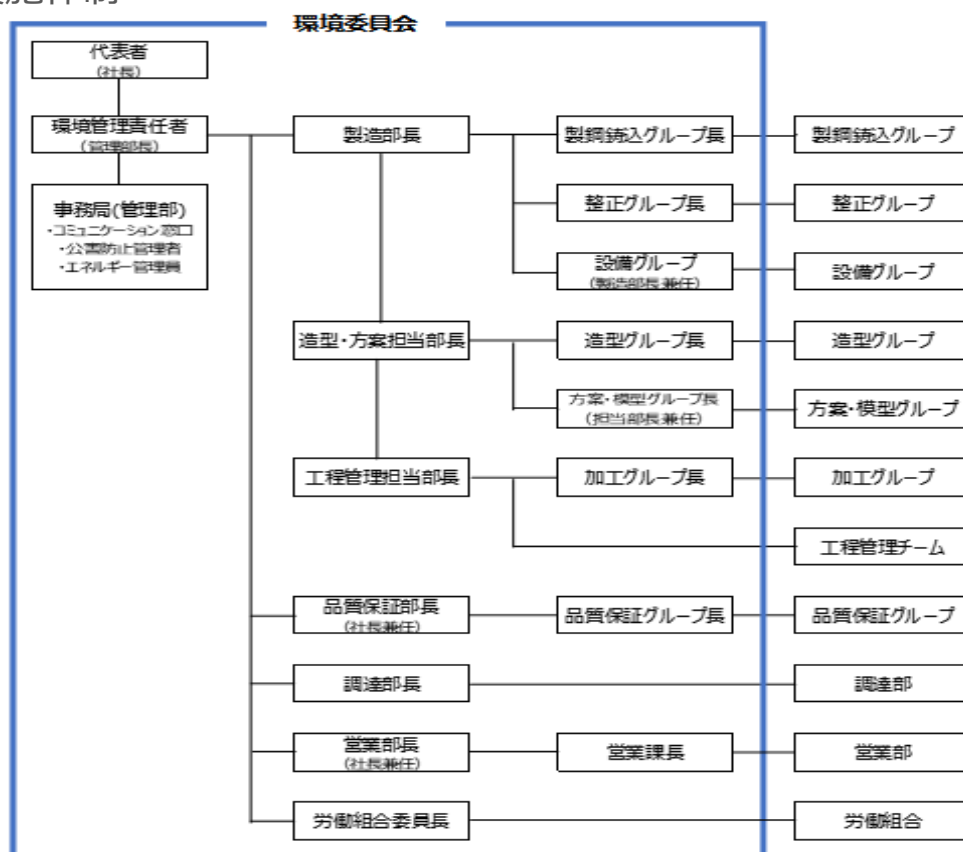 施体制
環境委員会
代表者
(社長)
環境管理責任者
(管理部長)
事務局(管理部)
・コミュニケーション窓口
・公害防止管理者
・エネルギー管理員
製造部長
製鋼鋳込グループ長
製鋼鋳込グループ
整正グループ長
整正グループ
設備グループ
(製造部長兼任)
設備グループ
造型・方案担当部長
造型グループ長
造型グループ
方案・模型グループ長
(担当部長兼任)
方案・模型グループ
工程管理担当部長
加工グループ長
加工グループ
工程管理チーム
品質保証部長
(社長兼任)
品質保証グループ長
品質保証グループ
調達部長
調達部
営業部長
(社長兼任)
営業課長
営業部
労働組合委員長
労働組合